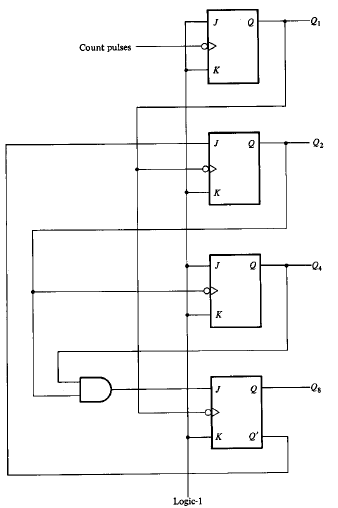 J Q Q₁
Count pulses
K
J Q Q₂
K
J Q Q₄
K
J Q Q₈
K Q′
Logic-1